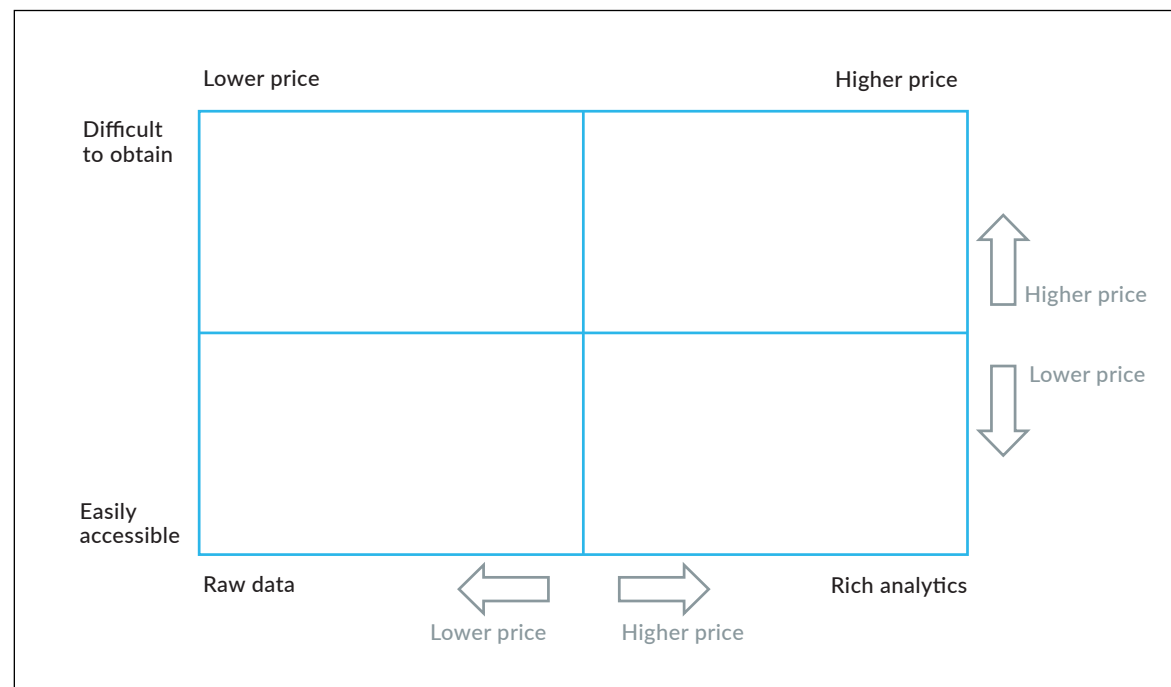 Lower price
Higher price
Difficult
to obtain
Higher price
Lower price
Easily
accessible
Raw data
Rich analytics
Lower price
Higher price